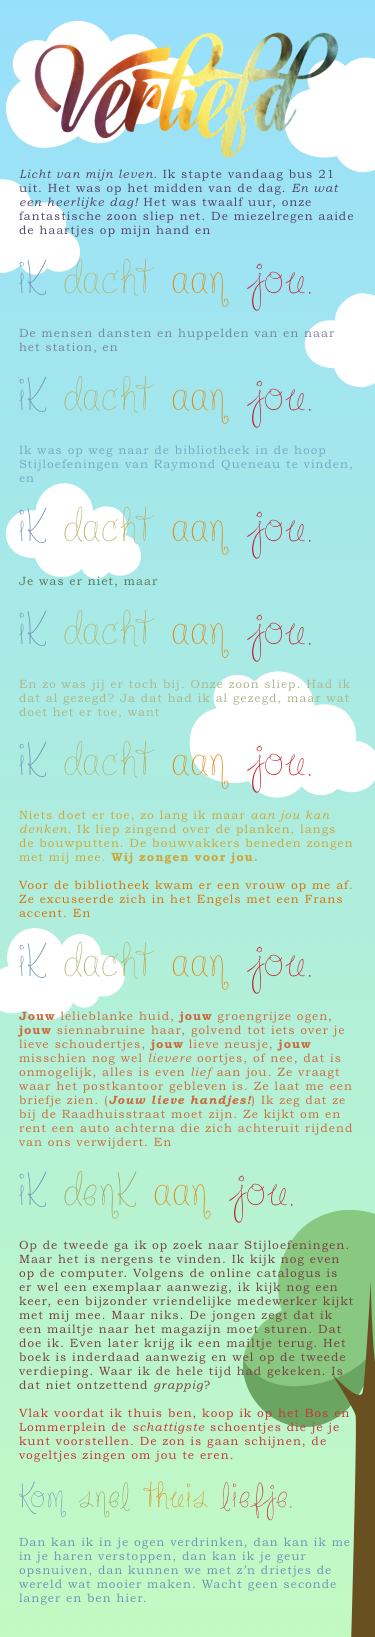 Verliefd
Licht van mijn leven. Ik stapte vandaag bus 21
uit. Het was op het midden van de dag. En wat
een heerlijke dag! Het was twaalf uur, onze
fantastische zoon sliep net. De miezelregen aaide
de haartjes op mijn hand en
ik dacht aan jou.
De mensen dansten en huppelden van en naar
het station, en
ik dacht aan jou.
Ik was op weg naar de bibliotheek in de hoop
Stijloefeningen van Raymond Queneau te vinden,
en
ik dacht aan jou.
Je was er niet, maar
ik dacht aan jou.
En zo was jij er toch bij. Onze zoon sliep. Had ik
dat al gezegd? Ja dat had ik al gezegd, maar wat
doet het er toe, want
ik dacht aan jou.
Niets doet er toe, zo lang ik maar aan jou kan
denken. Ik liep zingend over de planken, langs
de bouwputten. De bouwvakkers beneden zongen
met mij mee. Wij zongen voor jou.
Voor de bibliotheek kwam er een vrouw op me af.
Ze excuseerde zich in het Engels met een Frans
accent. En
ik dacht aan jou.
Jouw lelieblanke huid, jouw groengrijze ogen,
jouw siennabruine haar, golvend tot iets over je
lieve schoudertjes, jouw lieve neusje, jouw
misschien nog wel lievere oortjes, of nee, dat is
onmogelijk, alles is even lief aan jou. Ze vraagt
waar het postkantoor gebleven is. Ze laat me een
briefje zien. (Jouw lieve handjes!) Ik zeg dat ze
bij de Raadhuisstraat moet zijn. Ze kijkt om en
rent een auto achterna die zich achteruit rijdend
van ons verwijdert. En
ik denk aan jou.
Op de tweede ga ik op zoek naar Stijloefeningen.
Maar het is nergens te vinden. Ik kijk nog even
op de computer. Volgens de online catalogus is
er wel een exemplaar aanwezig, ik kijk nog een
keer, een bijzonder vriendelijke medewerker kijkt
met mij mee. Maar niks. De jongen zegt dat ik
een mailtje naar het magazijn moet sturen. Dat
doe ik. Even later krijg ik een mailtje terug. Het
boek is inderdaad aanwezig en wel op de tweede
verdieping. Waar ik de hele tijd had gekeken. Is
dat niet ontzettend grappig?
Vlak voordat ik thuis ben, koop ik op het Bos en
Lommerplein de schattigste schoentjes die je je
kunt voorstellen. De zon is gaan schijnen, de
vogeltjes zingen om jou te eren.
Kom snel thuis liefje.
Dan kan ik in je ogen verdrinken, dan kan ik me
in je haren verstoppen, dan kan ik je geur
opsnuiven, dan kunnen we met z'n drietjes de
wereld wat mooier maken. Wacht geen seconde
langer en ben hier.